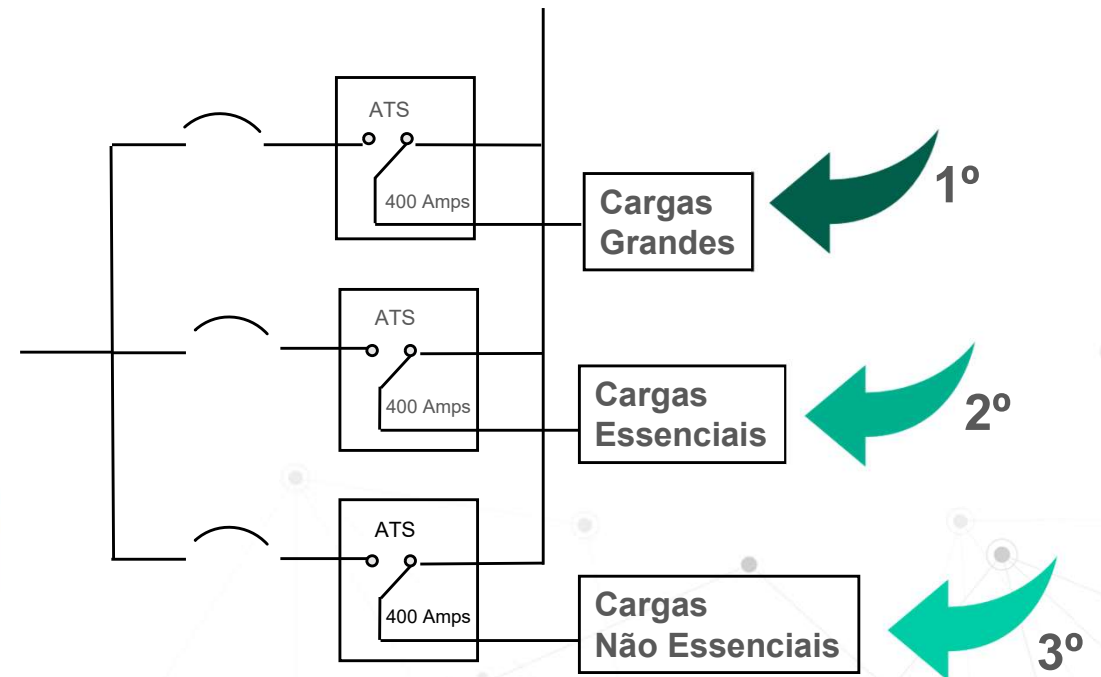 ATS
400 Amps
Cargas
Grandes
1º
ATS
400 Amps
Cargas
Essenciais
2º
ATS
400 Amps
Cargas
Não Essenciais
3º